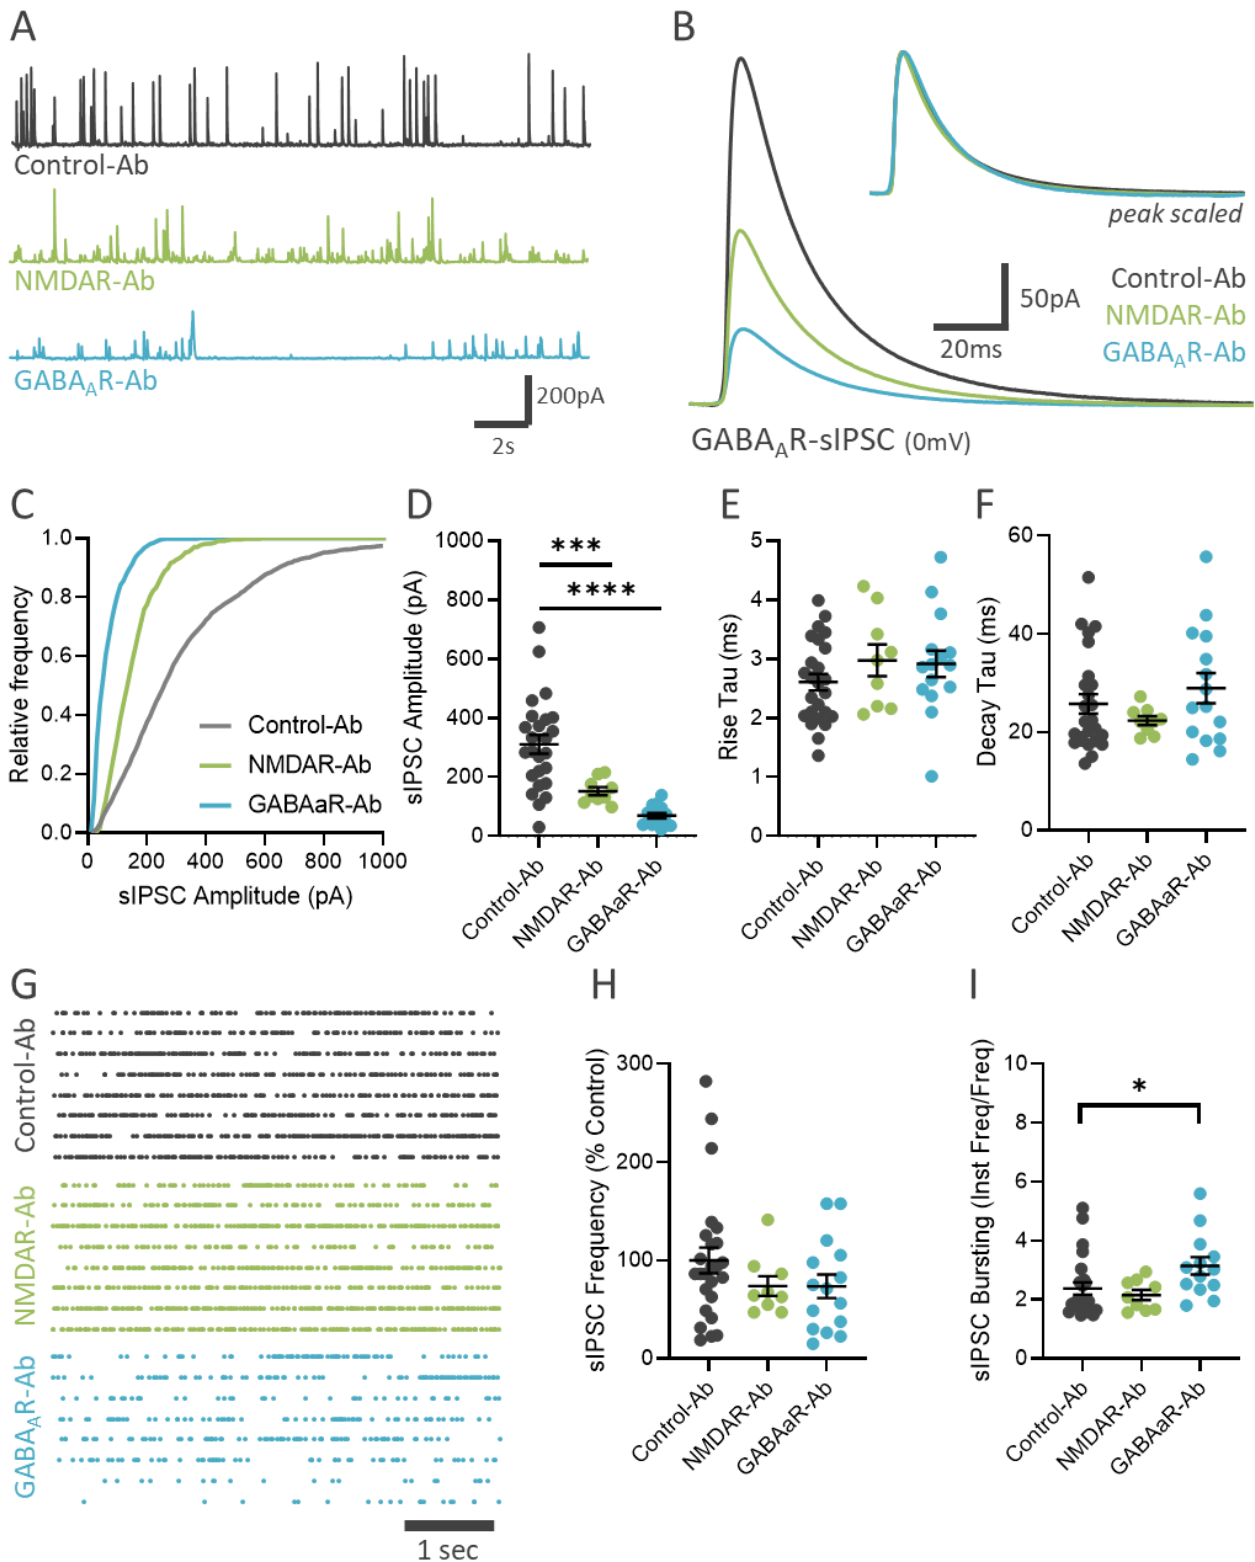 A
Control-Ab
NMDAR-Ab
GABA_AR-Ab
200pA
2s
B
peak scaled
Control-Ab
50pA
NMDAR-Ab
20ms
GABA_AR-Ab
GABA_AR-sIPSC (0mV)
C
1.0
0.8
0.6
0.4
0.2
0.0
Relative frequency
Control-Ab
NMDAR-Ab
GABAaR-Ab
0 200 400 600 800 1000
sIPSC Amplitude (pA)
D
1000
800
600
400
200
0
sIPSC Amplitude (pA)
***
****
Control-Ab
NMDAR-Ab
GABAaR-Ab
E
5
4
3
2
1
0
Rise Tau (ms)
Control-Ab
NMDAR-Ab
GABAaR-Ab
F
60
40
20
0
Decay Tau (ms)
Control-Ab
NMDAR-Ab
GABAaR-Ab
G
Control-Ab
NMDAR-Ab
GABA_AR-Ab
1 sec
H
300
200
100
0
sIPSC Frequency (% Control)
Control-Ab
NMDAR-Ab
GABAaR-Ab
I
10
8
6
4
2
0
sIPSC Bursting (Inst Freq/Freq)
*
Control-Ab
NMDAR-Ab
GABAaR-Ab